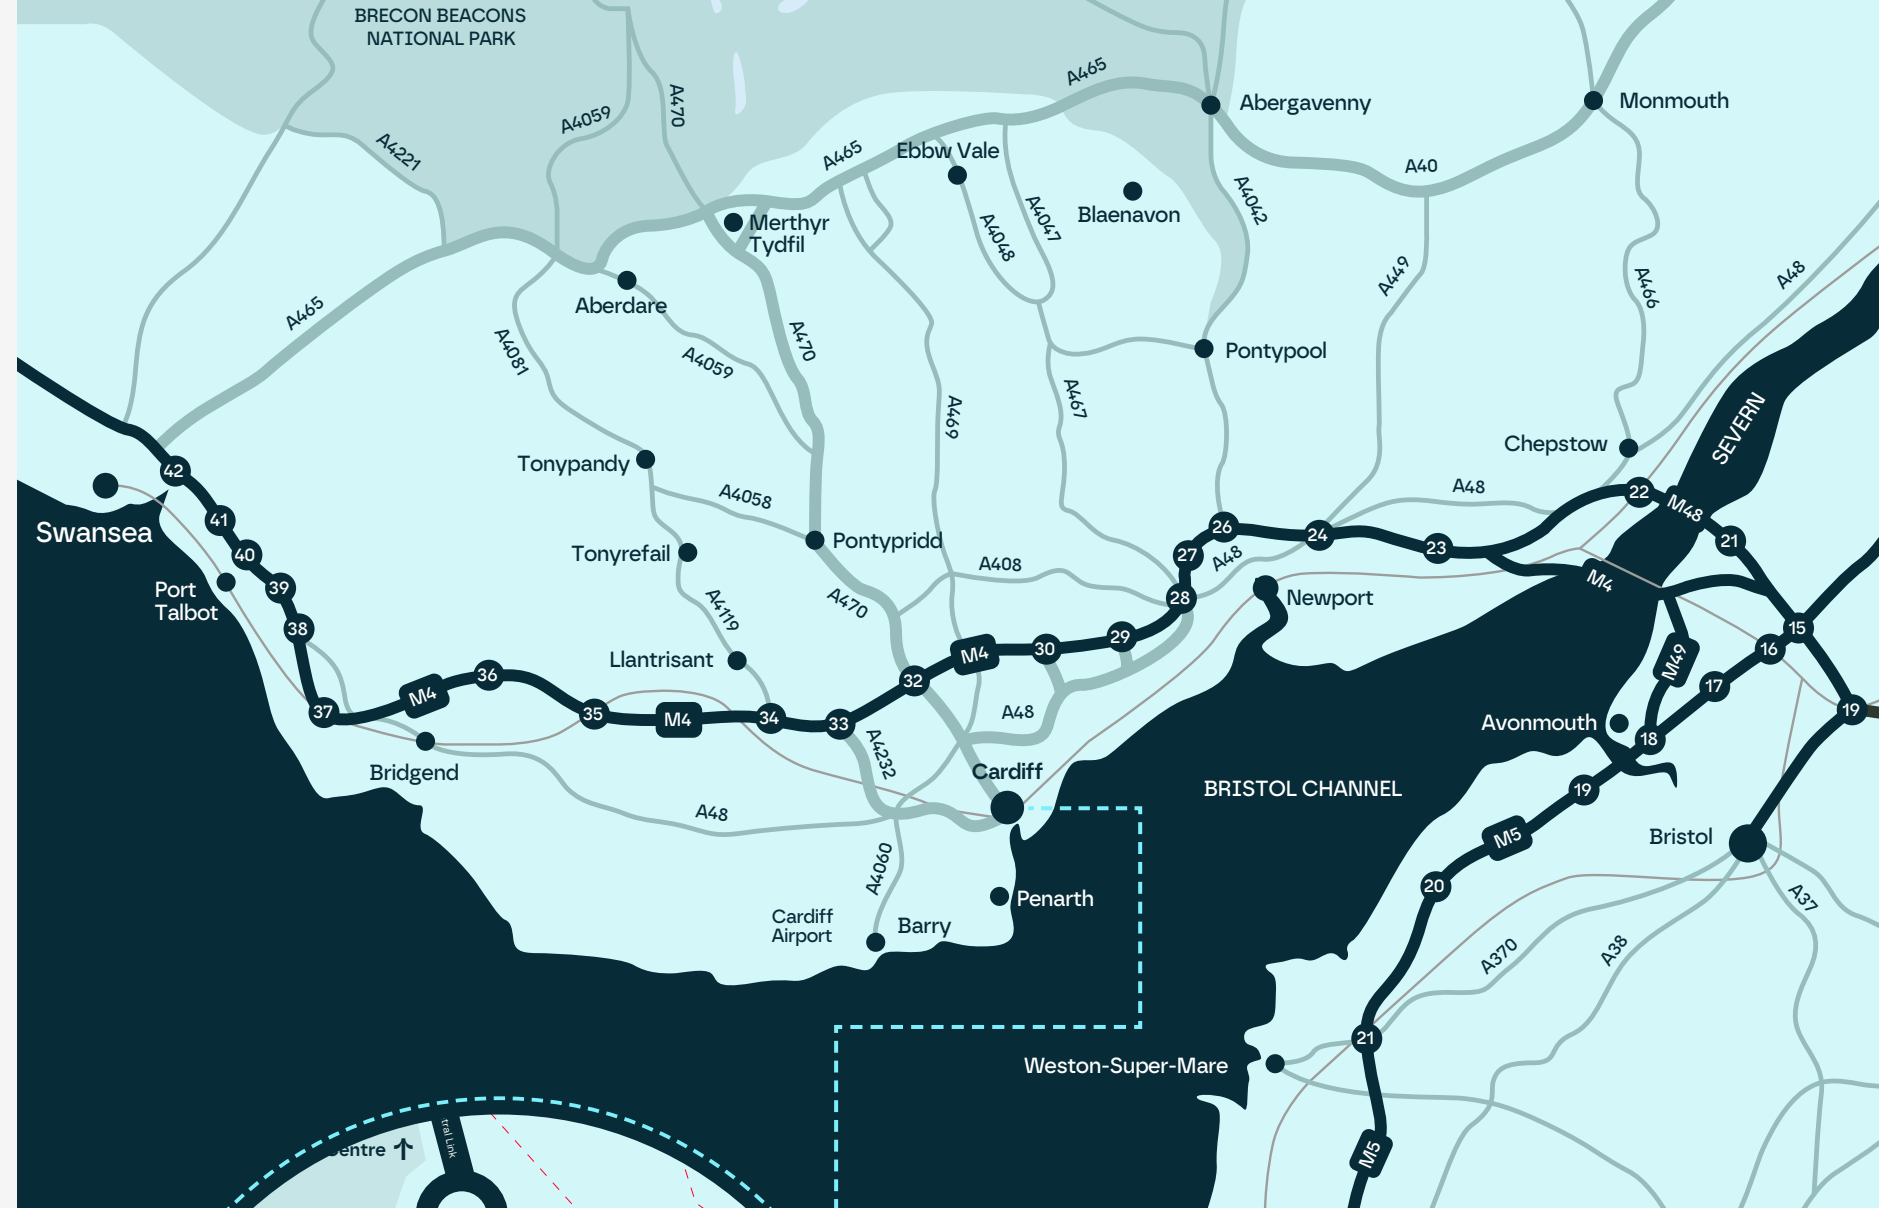 BRECON BEACONS
NATIONAL PARK
A465
A4059
A470
Abergavenny
Monmouth
A4221
A465
Ebbw Vale
A40
A4042
Blaenavon
A4047
A4048
Merthyr
Tydfil
A449
A466
A48
Aberdare
A465
A4081
A4059
A470
Pontypool
A469
A467
SEVERN
Chepstow
Tonypandy
42
A4058
A48
22
M48
Swansea
41
40
Tonyrefail
Pontypridd
A408
27
26
A48
24
23
21
Port
Talbot
39
38
A4119
A470
28
Newport
M4
15
Llantrisant
M4
30
29
16
M49
37
M4
36
35
M4
34
33
32
17
19
A48
A4232
Avonmouth
18
Bridgend
Cardiff
BRISTOL CHANNEL
19
A48
M5
Bristol
A4060
20
Penarth
A37
Cardiff
Airport
Barry
A370
A38
21
Weston-Super-Mare
M5
entre
tral Link